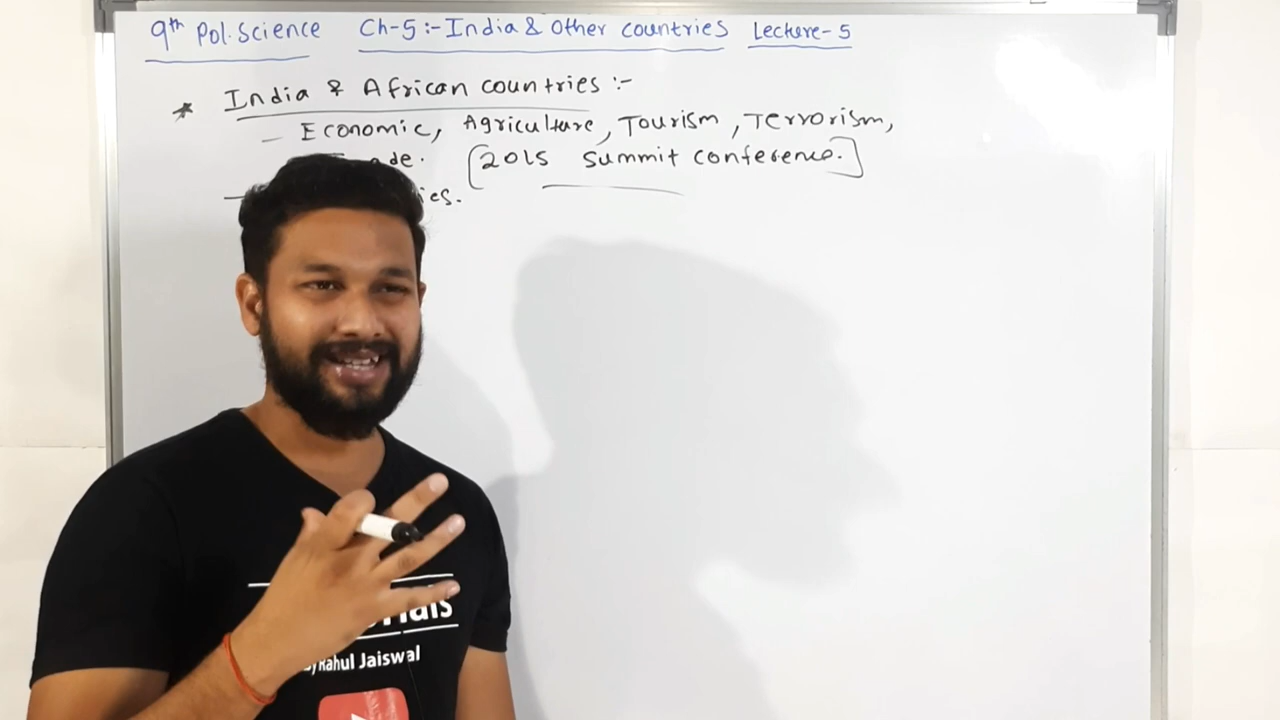 9th Pol.Science Ch-5:-India & Other countries Lecture-5
* India & African countries :-
- Economic, Agriculture, Tourism, Terrorism,
[2015 Summit conference.]
Rahul Jaiswal